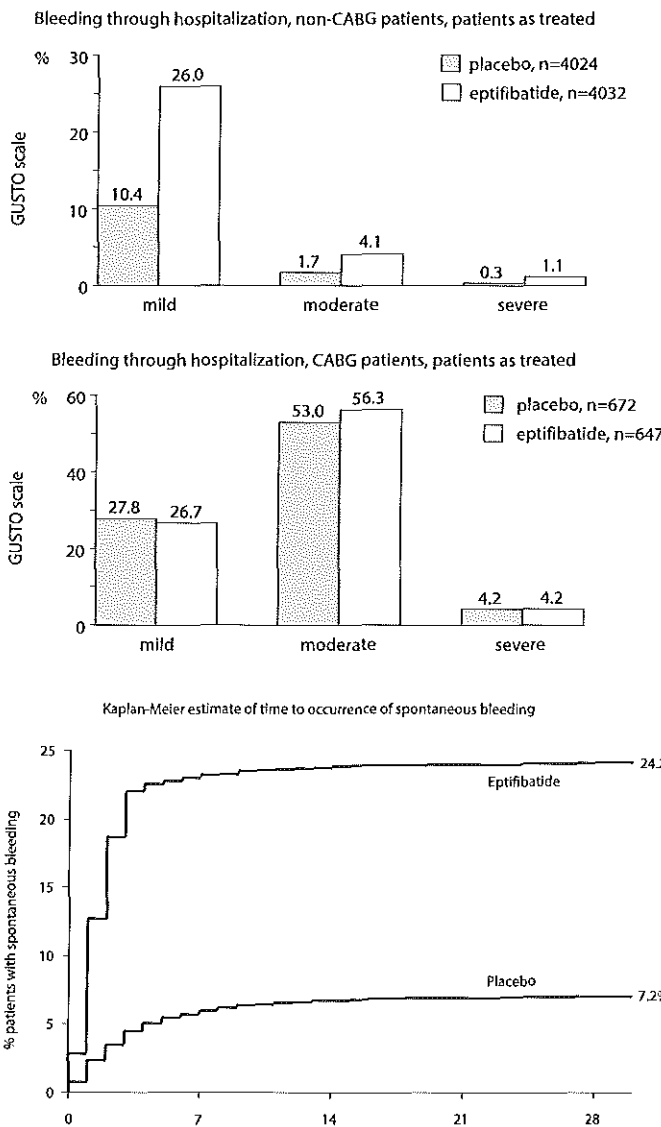 Bleeding through hospitalization, non-CABG patients, patients as treated
%
GUSTO scale
30
20
10
0
placebo, n=4024
eptifibatide, n=4032
10.4
26.0
1.7
4.1
0.3
1.1
mild moderate severe
Bleeding through hospitalization, CABG patients, patients as treated
%
GUSTO scale
60
40
20
0
placebo, n=672
eptifibatide, n=647
27.8
26.7
53.0
56.3
4.2
4.2
mild moderate severe
Kaplan-Meier estimate of time to occurrence of spontaneous bleeding
% patients with spontaneous bleeding
25
20
15
10
5
0
Eptifibatide
24.2
Placebo
7.2%
0 7 14 21 28